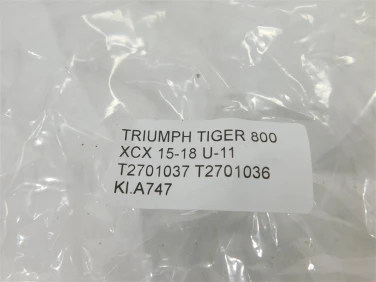 TRIUMPH TIGER 800
XCX 15-18 U-11
T2701037 T2701036
KI.A747